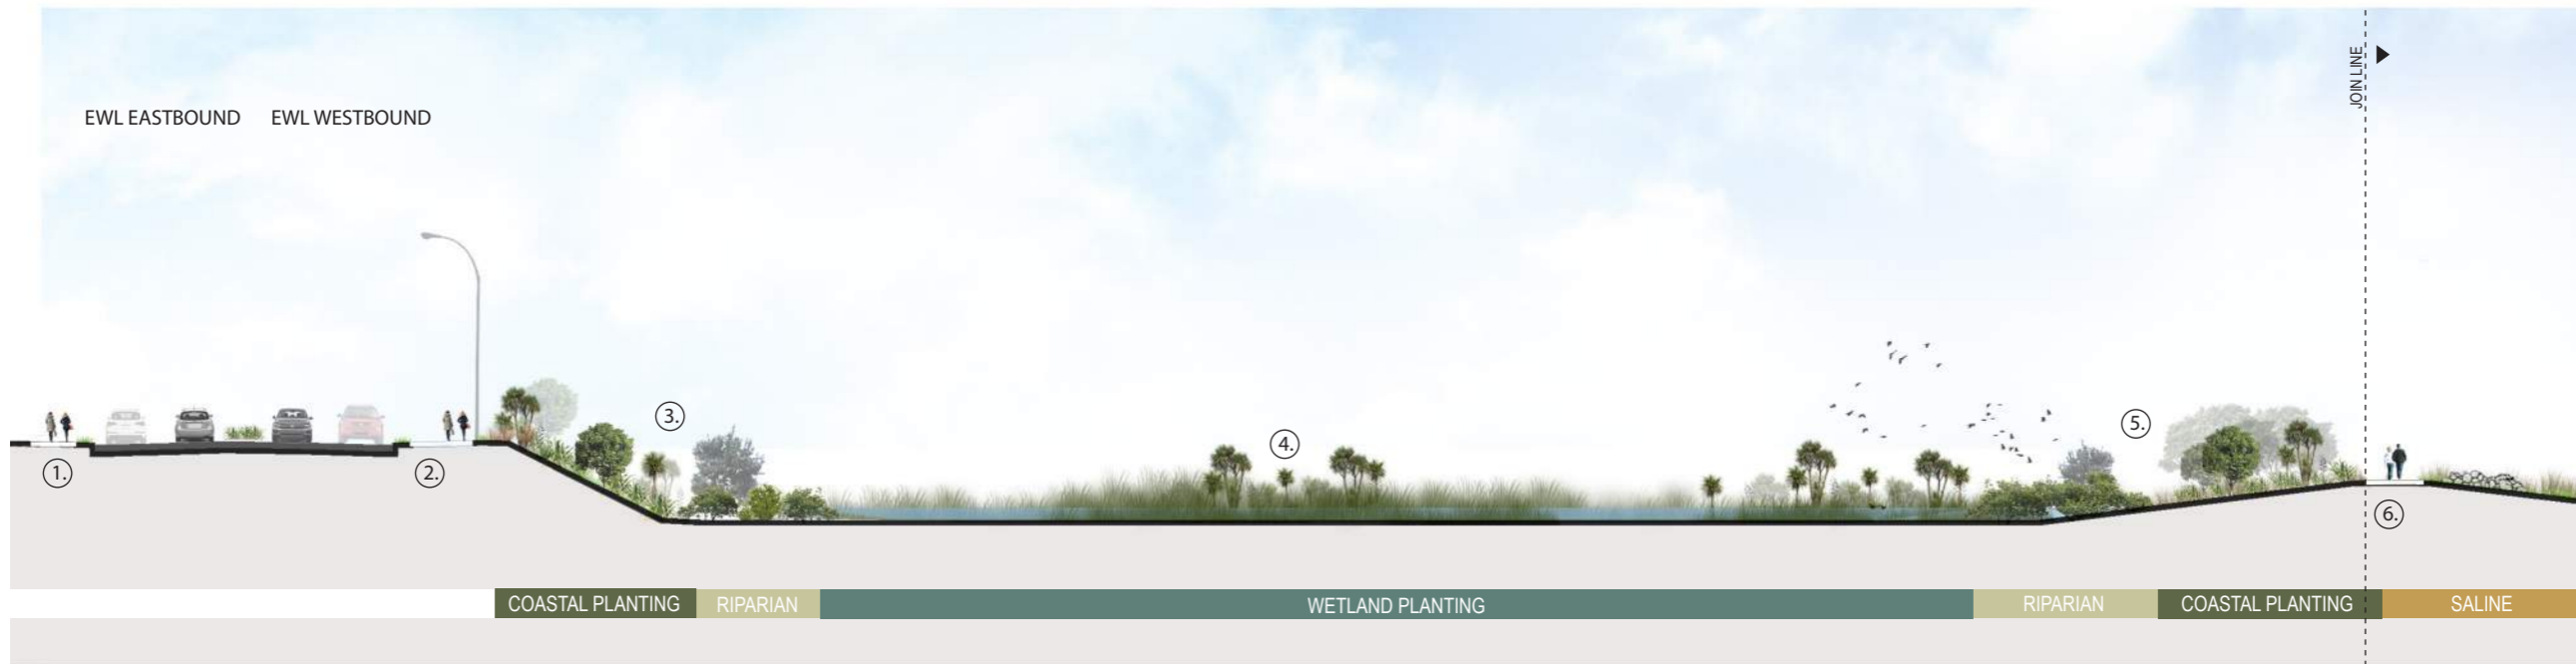 JOIN LINE
EWL EASTBOUND EWL WESTBOUND
3.
5.
4.
1.
2.
6.
COASTAL PLANTING RIPARIAN WETLAND PLANTING RIPARIAN COASTAL PLANTING SALINE